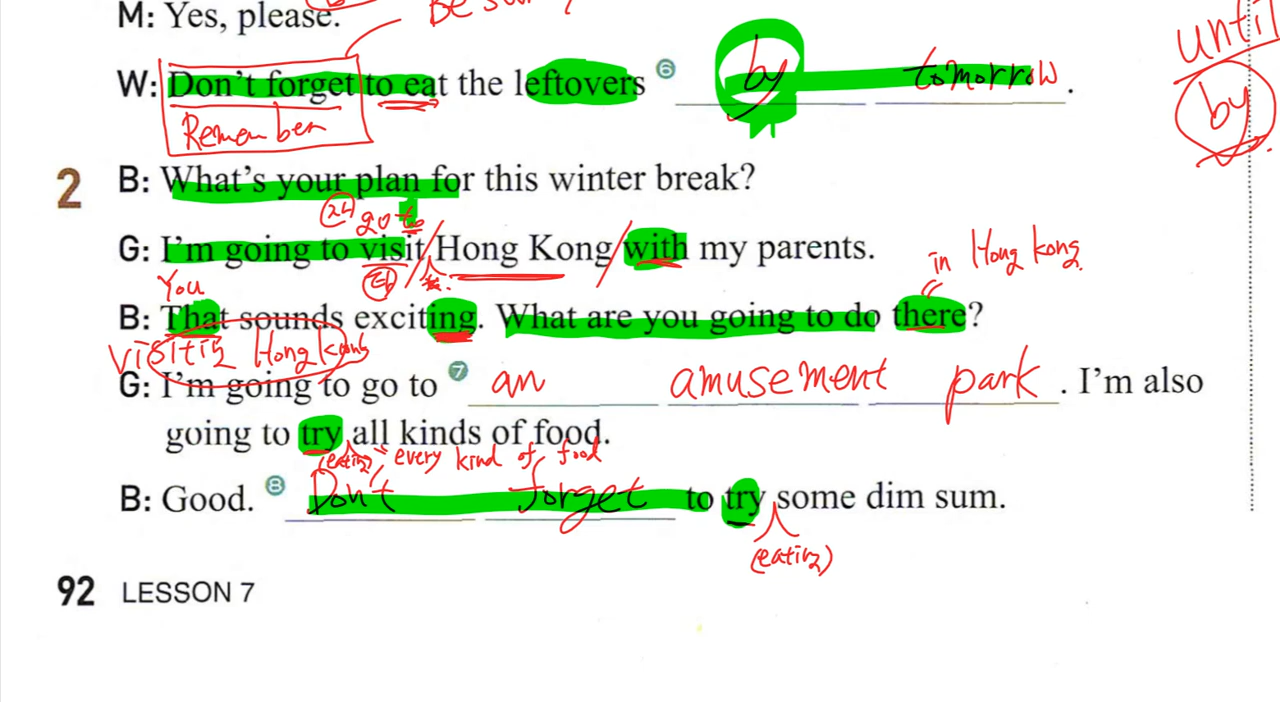 M: Yes, please.
until
W: Don't forget to eat the leftovers ⑥ by tomorrow.
Remember
by
2 B: What's your plan for this winter break?
go to
G: I'm going to visit/Hong Kong/with my parents.
in Hong Kong
You
B: That sounds exciting. What are you going to do there?
visiting Hong Kong
G: I'm going to go to ⑦ an amusement park. I'm also
going to try all kinds of food.
(eating) every kind of food
B: Good. ⑧ Don't forget to try some dim sum.
(eating)
92 LESSON 7